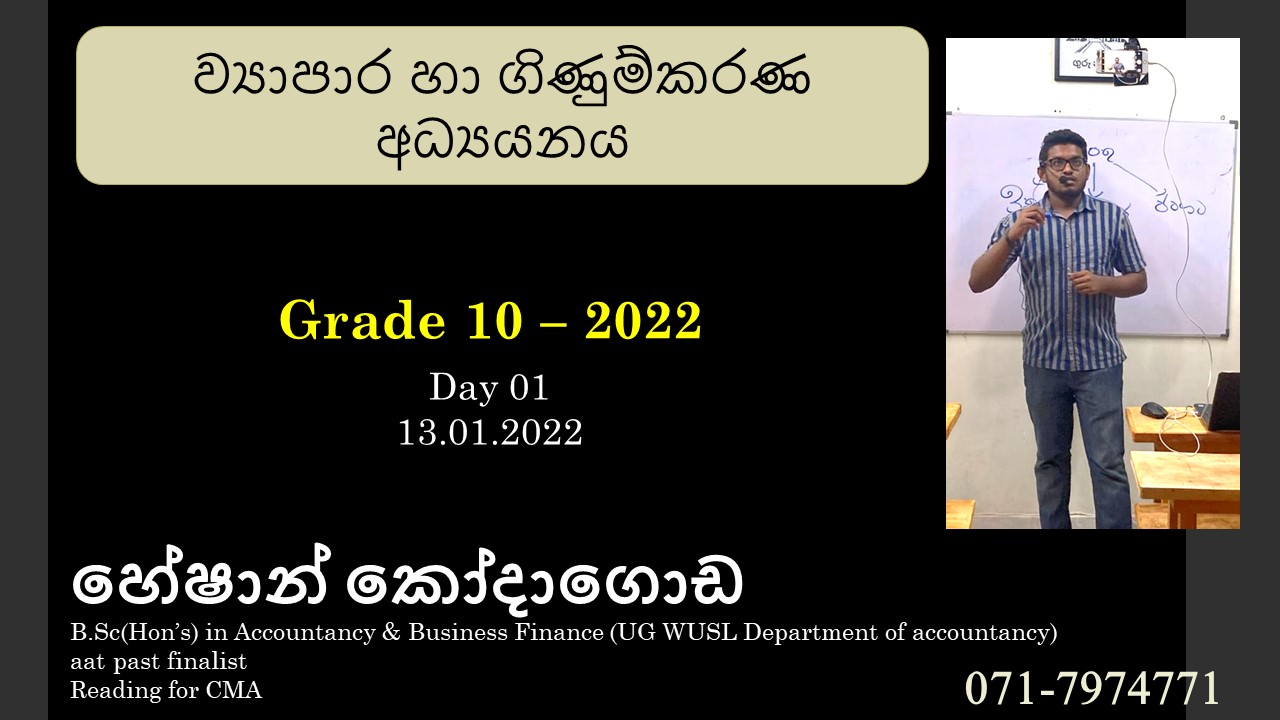 ව්‍යාපාර හා ගිණුම්කරණ
අධ්‍යයනය
Grade 10 – 2022
Day 01
13.01.2022
හේෂාන් කෝදාගොඩ
B.Sc(Hon’s) in Accountancy & Business Finance (UG WUSL Department of accountancy)
aat past finalist
Reading for CMA
071-7974771